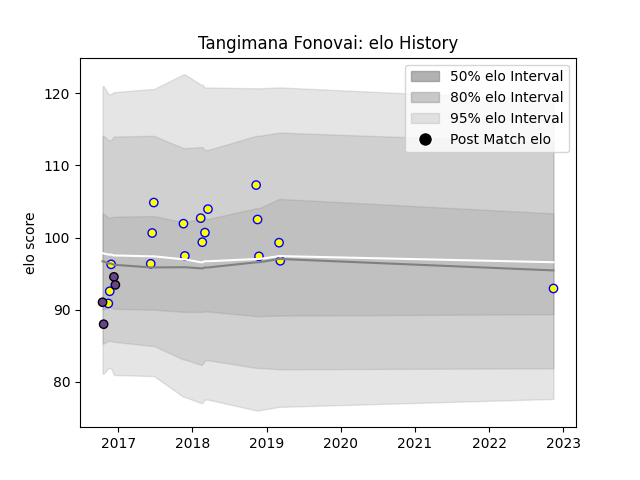 Tangimana Fonovai: elo History
50% elo Interval
80% elo Interval
95% elo Interval
Post Match elo
elo score
120
110
100
90
80
2017 2018 2019 2020 2021 2022 2023